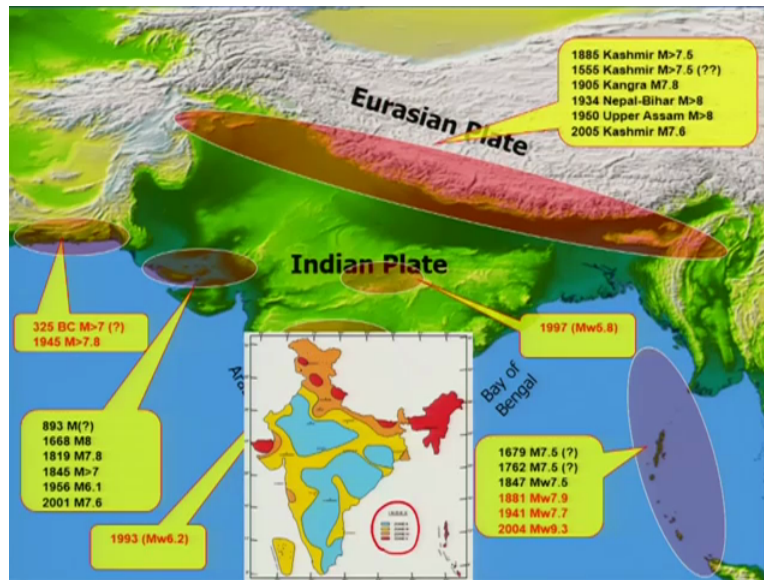 1885 Kashmir M>7.5
1555 Kashmir M>7.5 (??)
1905 Kangra M7.8
1934 Nepal-Bihar M>8
1950 Upper Assam M>8
2005 Kashmir M7.6
Eurasian Plate
Indian Plate
325 BC M>7 (?)
1945 M>7.8
1997 (Mw5.8)
Bay of
Bengal
893 M(?)
1668 M8
1819 M7.8
1845 M>7
1956 M6.1
2001 M7.6
1679 M7.5 (?)
1762 M7.5 (?)
1847 Mw7.5
1881 Mw7.9
1941 Mw7.7
2004 Mw9.3
1993 (Mw6.2)